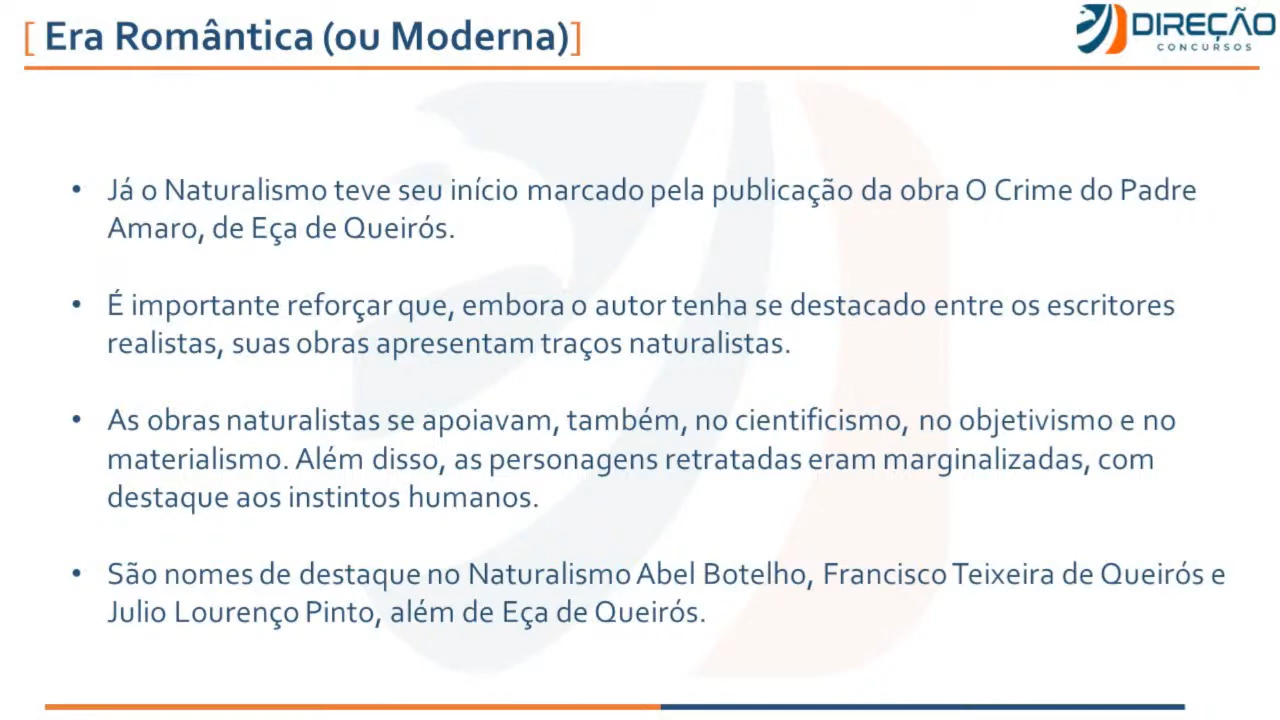 [ Era Romântica (ou Moderna)]
DIREÇÃO
CONCURSOS
• Já o Naturalismo teve seu início marcado pela publicação da obra O Crime do Padre
Amaro, de Eça de Queirós.
• É importante reforçar que, embora o autor tenha se destacado entre os escritores
realistas, suas obras apresentam traços naturalistas.
• As obras naturalistas se apoiavam, também, no cientificismo, no objetivismo e no
materialismo. Além disso, as personagens retratadas eram marginalizadas, com
destaque aos instintos humanos.
• São nomes de destaque no Naturalismo Abel Botelho, Francisco Teixeira de Queirós e
Julio Lourenço Pinto, além de Eça de Queirós.